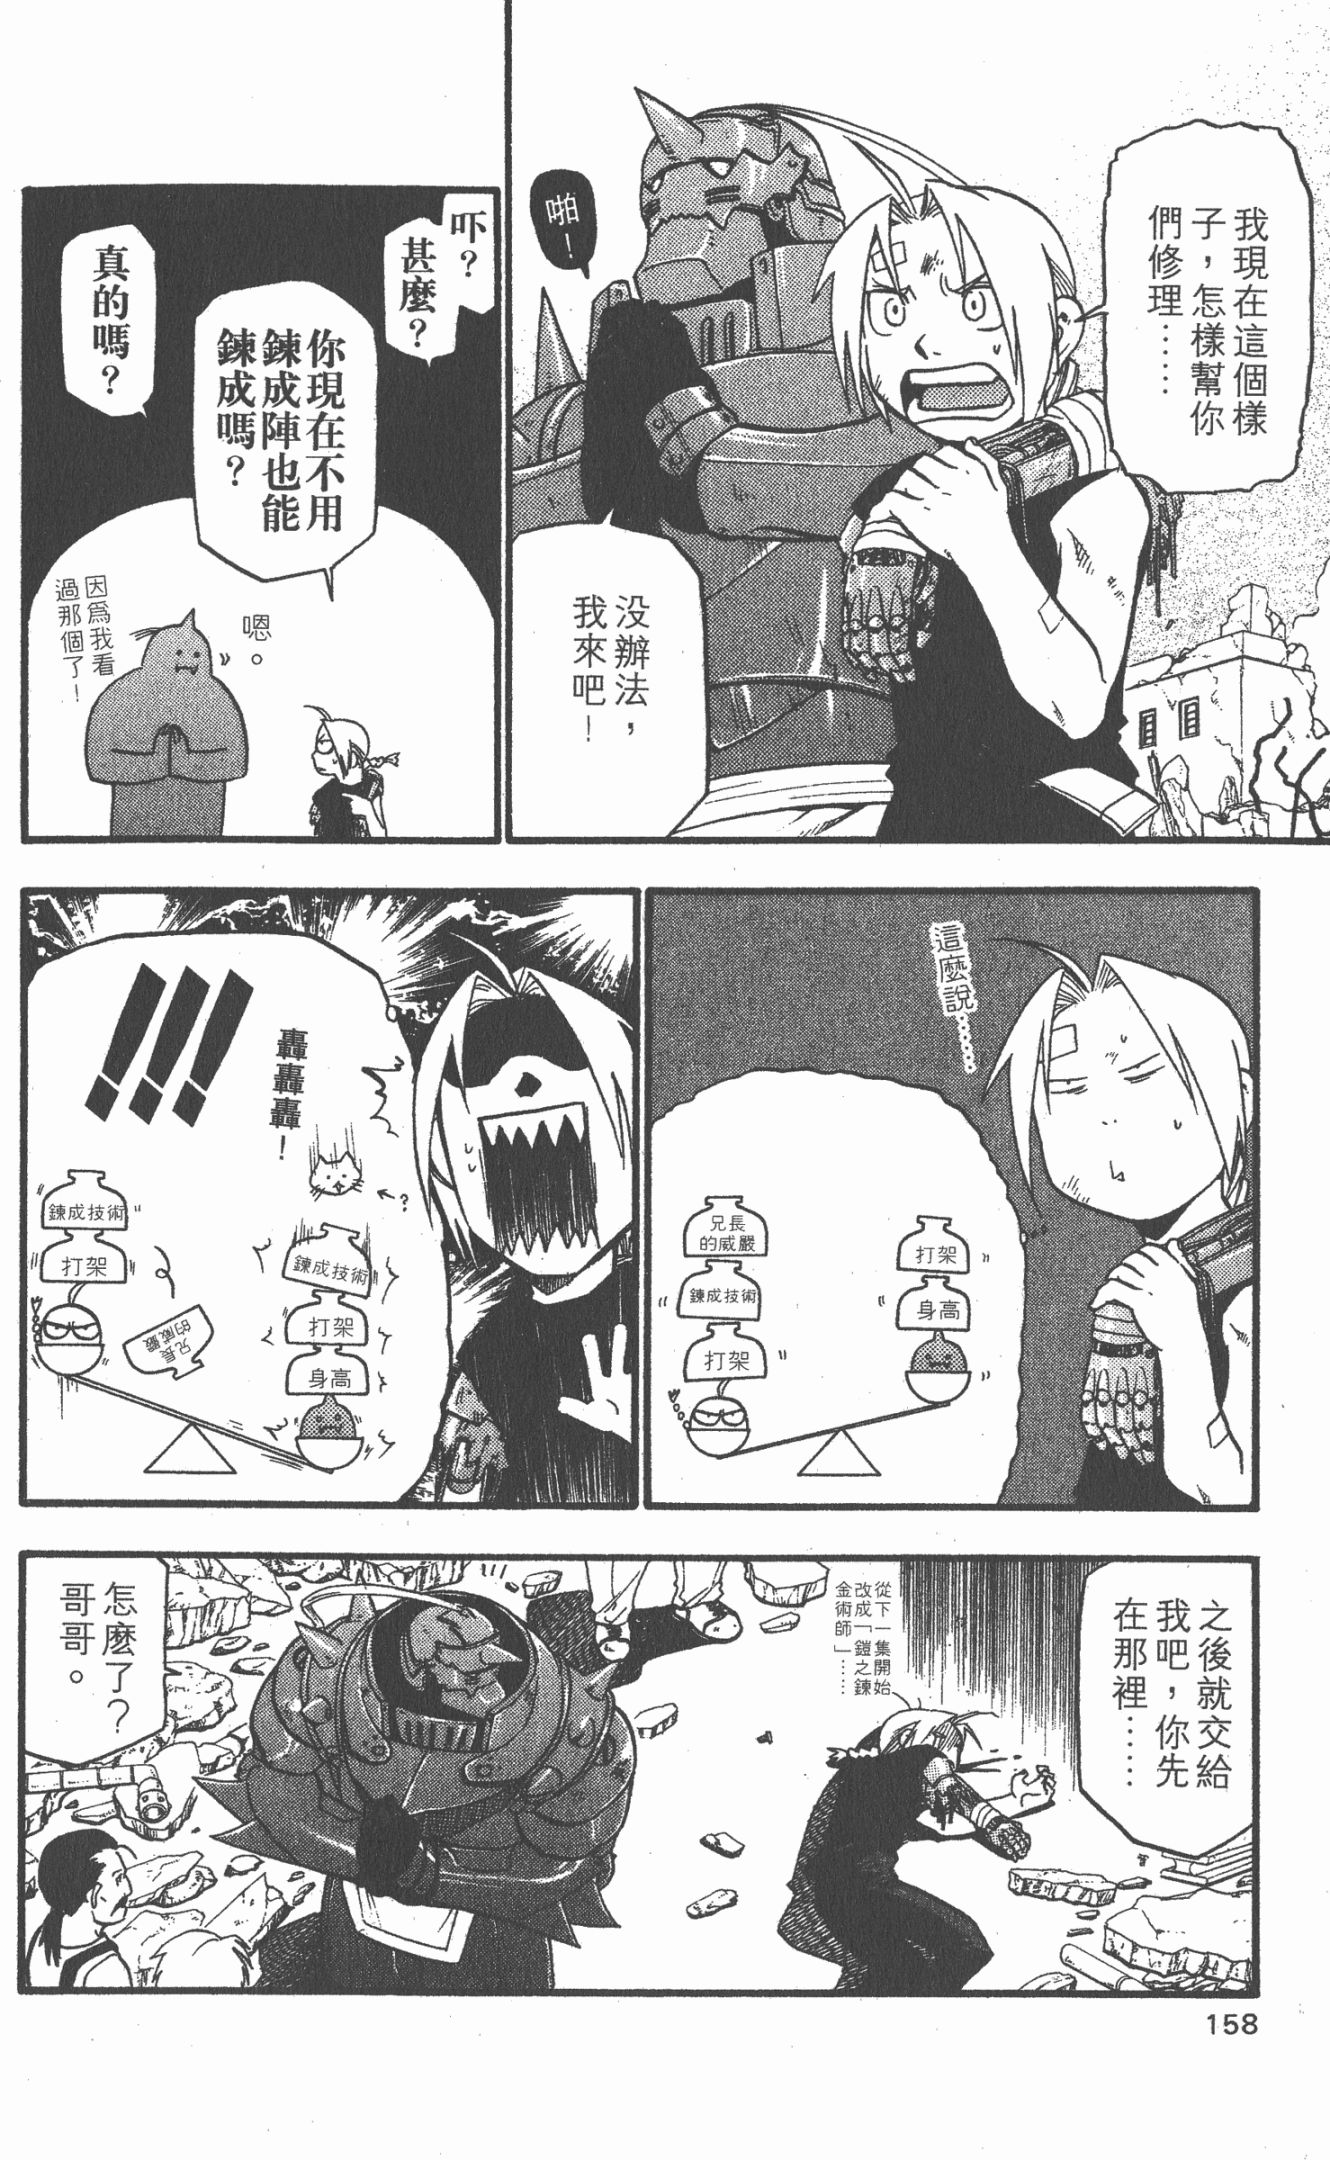 我現在這個樣
子，怎樣幫你
們修理……
啪！
没辦法，
我來吧！
吓？
甚麼？
你現在不用
鍊成陣也能
鍊成嗎？
真的嗎？
嗯。
因爲我看
過那個了！
這麼說……
打架
身高
兄長
的威嚴
鍊成技術
打架
轟轟轟！
?
鍊成技術
打架
身高
兄長
的威嚴
鍊成技術
打架
之後就交給
我吧，你先
在那裡……
從下一集開始
改成「鎧之鍊
金術師」……
怎麽了？
哥哥。
158